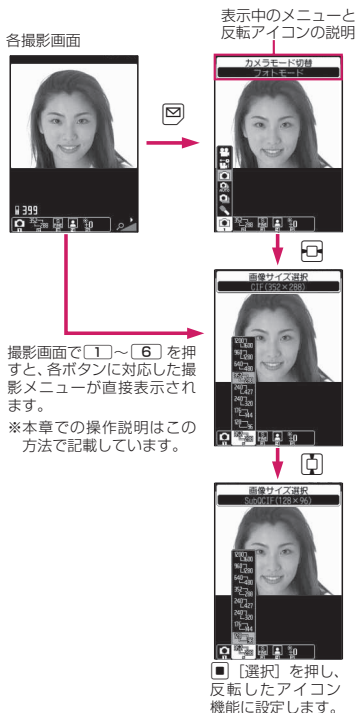 表示中のメニューと
反転アイコンの説明
各撮影画面
カメラモード切替
フォトモード
399
画像サイズ選択
CIF(352×288)
撮影画面で 1 ~ 6 を押
すと、各ボタンに対応した撮
影メニューが直接表示され
ます。
※本章での操作説明はこの
方法で記載しています。
画像サイズ選択
SubQCIF(128×96)
■［選択］を押し、
反転したアイコン
機能に設定します。